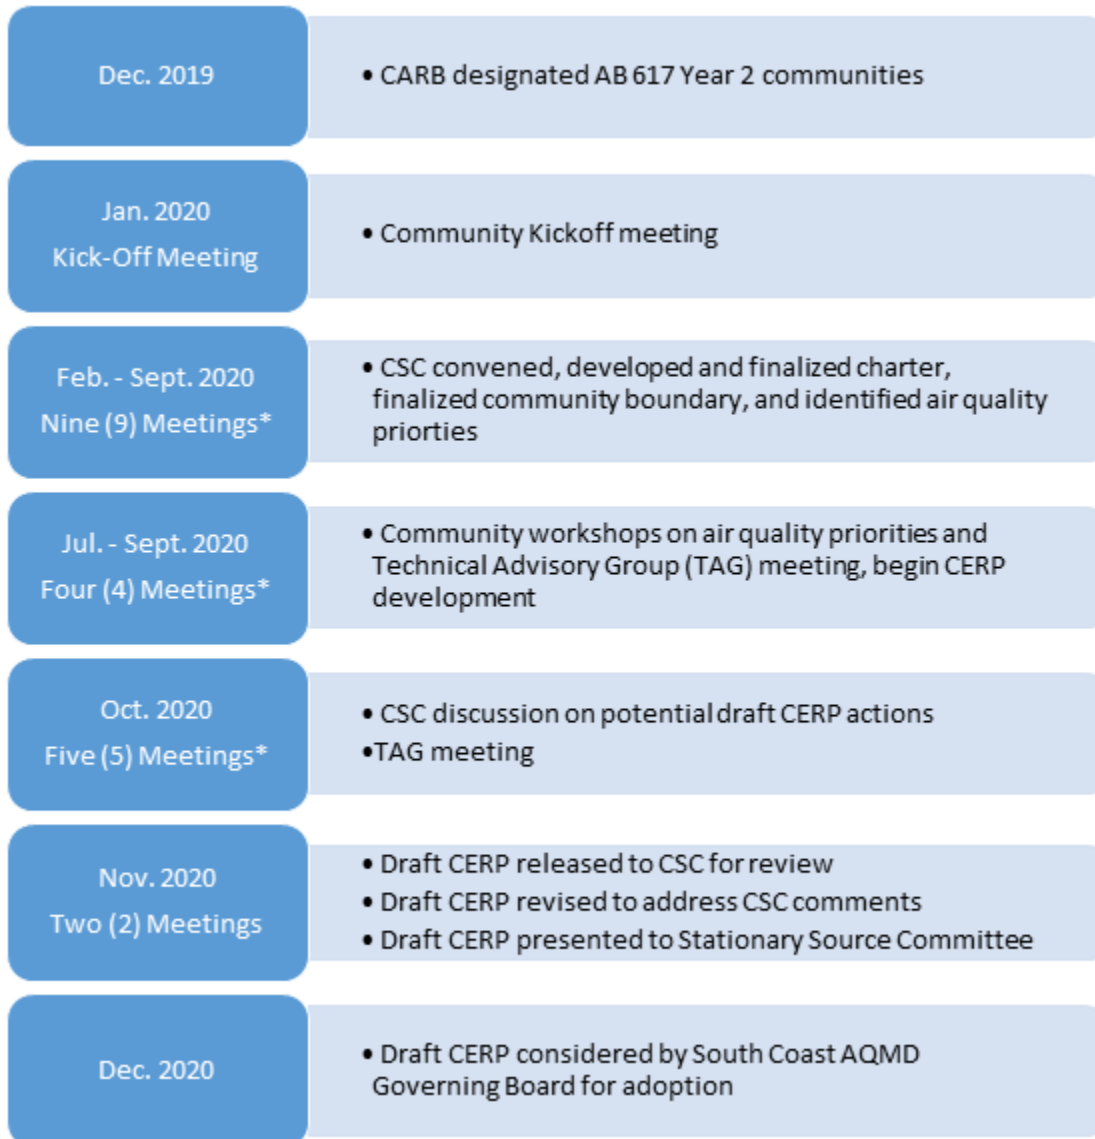 Dec. 2019
• CARB designated AB 617 Year 2 communities
Jan. 2020
Kick-Off Meeting
• Community Kickoff meeting
Feb. - Sept. 2020
Nine (9) Meetings*
• CSC convened, developed and finalized charter,
finalized community boundary, and identified air quality
priorties
Jul. - Sept. 2020
Four (4) Meetings*
• Community workshops on air quality priorities and
Technical Advisory Group (TAG) meeting, begin CERP
development
Oct. 2020
Five (5) Meetings*
• CSC discussion on potential draft CERP actions
•TAG meeting
Nov. 2020
Two (2) Meetings
• Draft CERP released to CSC for review
• Draft CERP revised to address CSC comments
• Draft CERP presented to Stationary Source Committee
Dec. 2020
• Draft CERP considered by South Coast AQMD
Governing Board for adoption